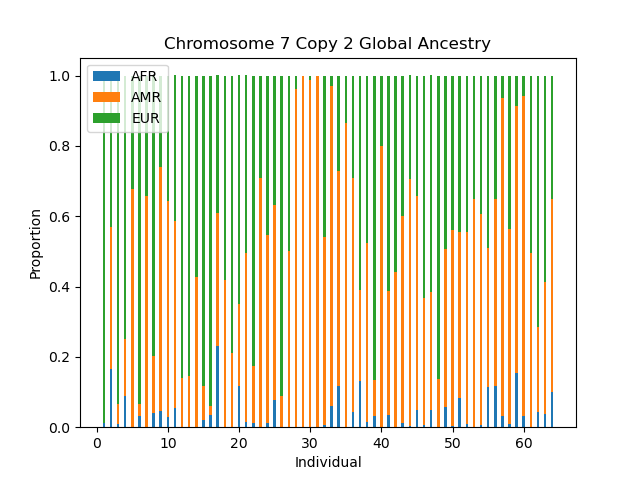 Chromosome 7 Copy 2 Global Ancestry
AFR
AMR
EUR
1.0
0.8
0.6
0.4
0.2
0.0
Proportion
0 10 20 30 40 50 60
Individual